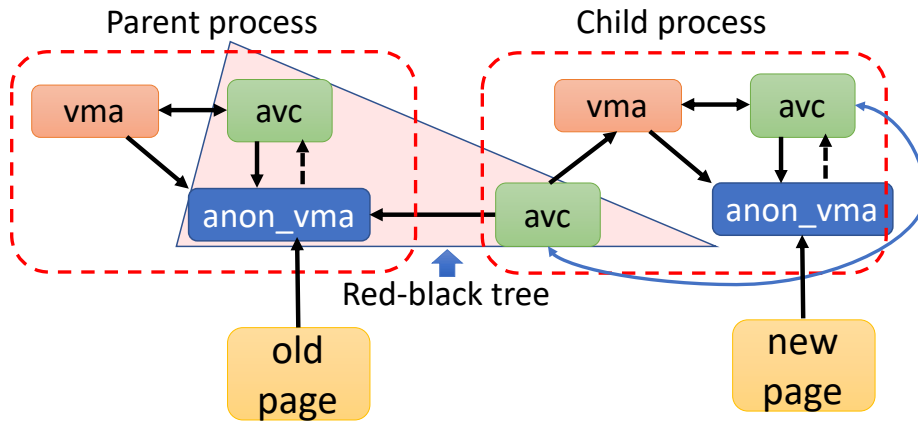 Parent process
Child process
vma
avc
vma
avc
anon_vma
avc
anon_vma
Red-black tree
old
page
new
page